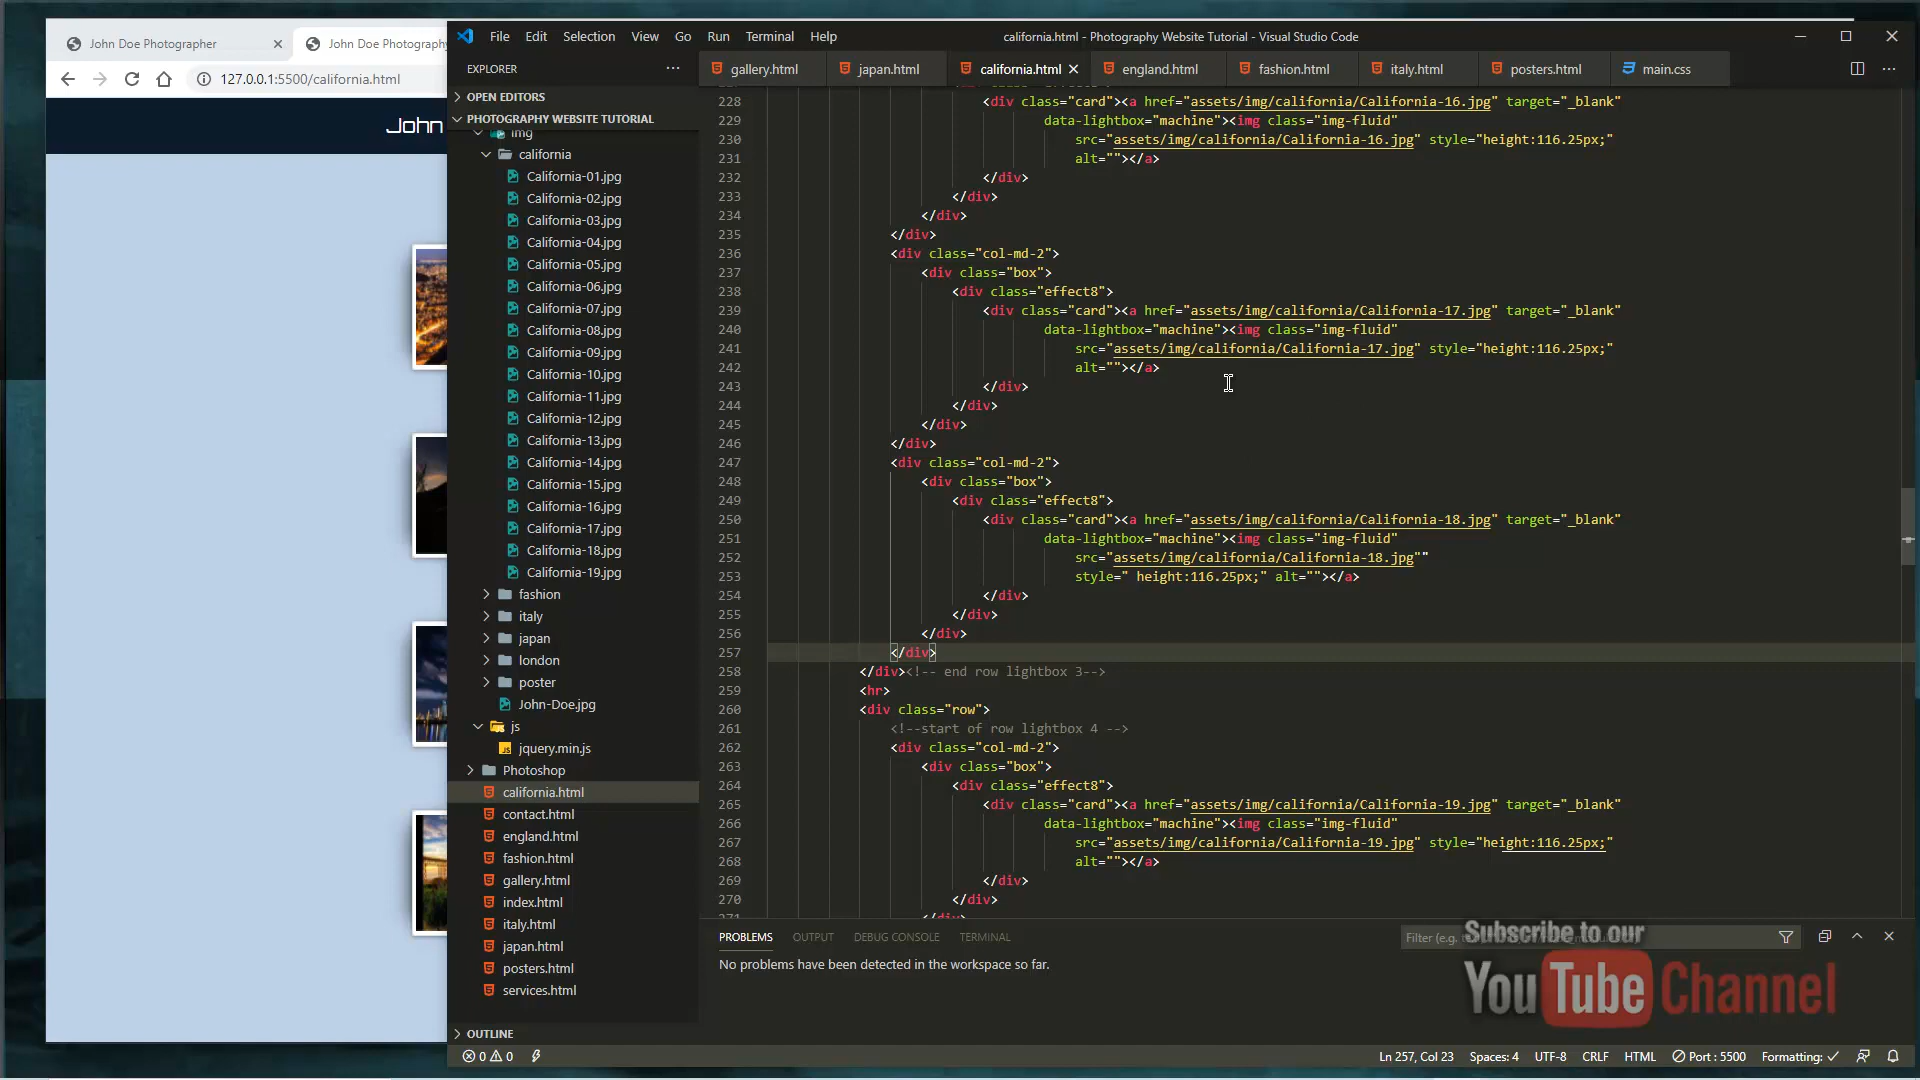 John Doe Photographer
John Doe Photography
127.0.0.1:5500/california.html
John
File Edit Selection View Go Run Terminal Help
california.html - Photography Website Tutorial - Visual Studio Code
EXPLORER
gallery.html japan.html california.html england.html fashion.html italy.html posters.html main.css
OPEN EDITORS
PHOTOGRAPHY WEBSITE TUTORIAL
img
california
California-01.jpg
California-02.jpg
California-03.jpg
California-04.jpg
California-05.jpg
California-06.jpg
California-07.jpg
California-08.jpg
California-09.jpg
California-10.jpg
California-11.jpg
California-12.jpg
California-13.jpg
California-14.jpg
California-15.jpg
California-16.jpg
California-17.jpg
California-18.jpg
California-19.jpg
fashion
italy
japan
london
poster
John-Doe.jpg
js
JS jquery.min.js
Photoshop
california.html
contact.html
england.html
fashion.html
gallery.html
index.html
italy.html
japan.html
posters.html
services.html
OUTLINE
228 <div class="card"><a href="assets/img/california/California-16.jpg" target="_blank"
229 data-lightbox="machine"><img class="img-fluid"
230 src="assets/img/california/California-16.jpg" style="height:116.25px;"
231 alt=""></a>
232 </div>
233 </div>
234 </div>
235 </div>
236 <div class="col-md-2">
237 <div class="box">
238 <div class="effect8">
239 <div class="card"><a href="assets/img/california/California-17.jpg" target="_blank"
240 data-lightbox="machine"><img class="img-fluid"
241 src="assets/img/california/California-17.jpg" style="height:116.25px;"
242 alt=""></a>
243 </div>
244 </div>
245 </div>
246 </div>
247 <div class="col-md-2">
248 <div class="box">
249 <div class="effect8">
250 <div class="card"><a href="assets/img/california/California-18.jpg" target="_blank"
251 data-lightbox="machine"><img class="img-fluid"
252 src="assets/img/california/California-18.jpg""
253 style=" height:116.25px;" alt=""></a>
254 </div>
255 </div>
256 </div>
257 </div>
258 </div><!-- end row lightbox 3-->
259 <hr>
260 <div class="row">
261 <!--start of row lightbox 4 -->
262 <div class="col-md-2">
263 <div class="box">
264 <div class="effect8">
265 <div class="card"><a href="assets/img/california/California-19.jpg" target="_blank"
266 data-lightbox="machine"><img class="img-fluid"
267 src="assets/img/california/California-19.jpg" style="height:116.25px;"
268 alt=""></a>
269 </div>
270 </div>
271 </div>
PROBLEMS OUTPUT DEBUG CONSOLE TERMINAL
Filter (e.g.
No problems have been detected in the workspace so far.
Subscribe to our
YouTube Channel
0 0
Ln 257, Col 23 Spaces: 4 UTF-8 CRLF HTML Port : 5500 Formatting: